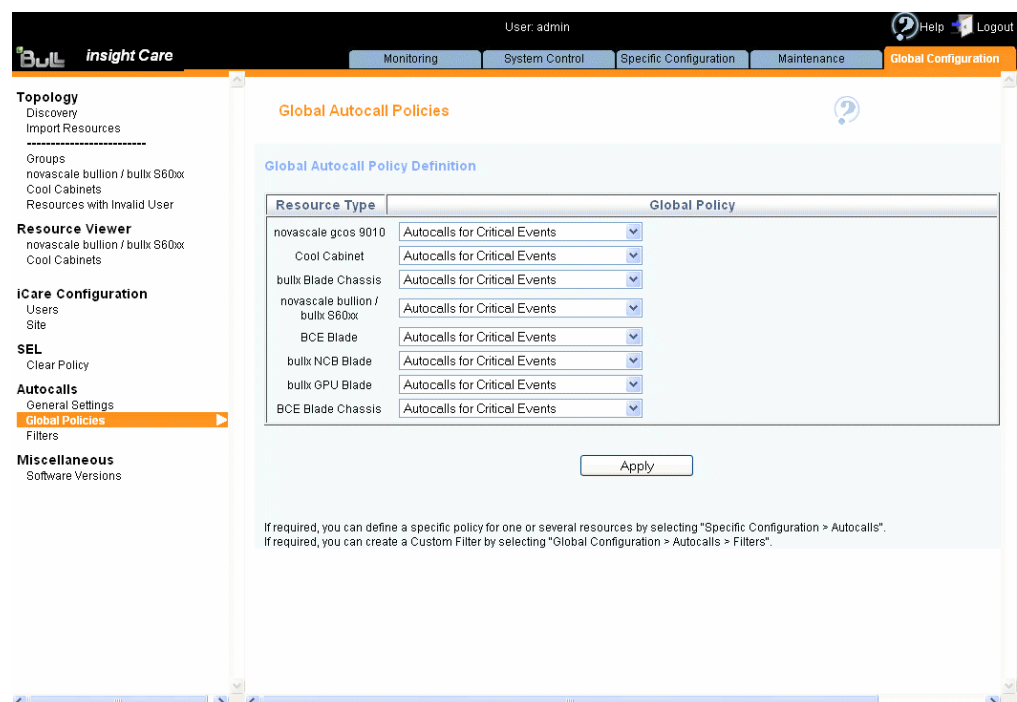 User: admin
Help
Logout
Bull
insight Care
Monitoring
System Control
Specific Configuration
Maintenance
Global Configuration
Topology
Discovery
Import Resources
-------------------------
Groups
novascale bullion / bullx S60xx
Cool Cabinets
Resources with Invalid User
Resource Viewer
novascale bullion / bullx S60xx
Cool Cabinets
iCare Configuration
Users
Site
SEL
Clear Policy
Autocalls
General Settings
Global Policies
Filters
Miscellaneous
Software Versions
Global Autocall Policies
?
Global Autocall Policy Definition
Resource Type
Global Policy
novascale gcos 9010
Autocalls for Critical Events
Cool Cabinet
Autocalls for Critical Events
bullx Blade Chassis
Autocalls for Critical Events
novascale bullion /
bullx S60xx
Autocalls for Critical Events
BCE Blade
Autocalls for Critical Events
bullx NCB Blade
Autocalls for Critical Events
bullx GPU Blade
Autocalls for Critical Events
BCE Blade Chassis
Autocalls for Critical Events
Apply
If required, you can define a specific policy for one or several resources by selecting "Specific Configuration > Autocalls".
If required, you can create a Custom Filter by selecting "Global Configuration > Autocalls > Filters".